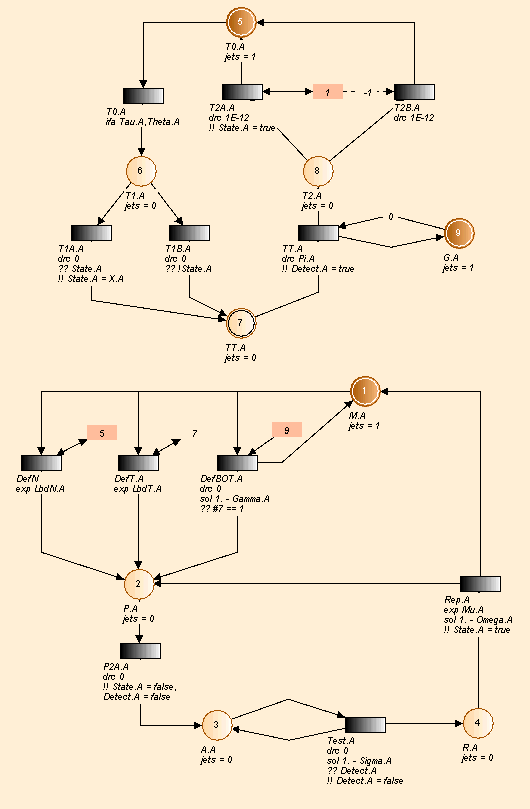 5
T0.A
jets = 1
T0.A
ifa Tau.A,Theta.A
T2A.A
drc 1E-12
!! State.A = true
1
-1
T2B.A
drc 1E-12
6
T1.A
jets = 0
8
T2.A
jets = 0
T1A.A
drc 0
?? State.A
!! State.A = X.A
T1B.A
drc 0
?? !State.A
TT.A
drc Pi.A
!! Detect.A = true
0
9
G.A
jets = 1
7
TT.A
jets = 0
1
M.A
jets = 1
5
7
9
DefN
exp LbdN.A
DefT.A
exp LbdT.A
DefBOT.A
drc 0
sol 1. - Gamma.A
?? #7 == 1
2
P.A
jets = 0
Rep.A
exp Mu.A
sol 1. - Omega.A
!! State.A = true
P2A.A
drc 0
!! State.A = false,
Detect.A = false
3
A.A
jets = 0
Test.A
drc 0
sol 1. - Sigma.A
?? Detect.A
!! Detect.A = false
4
R.A
jets = 0